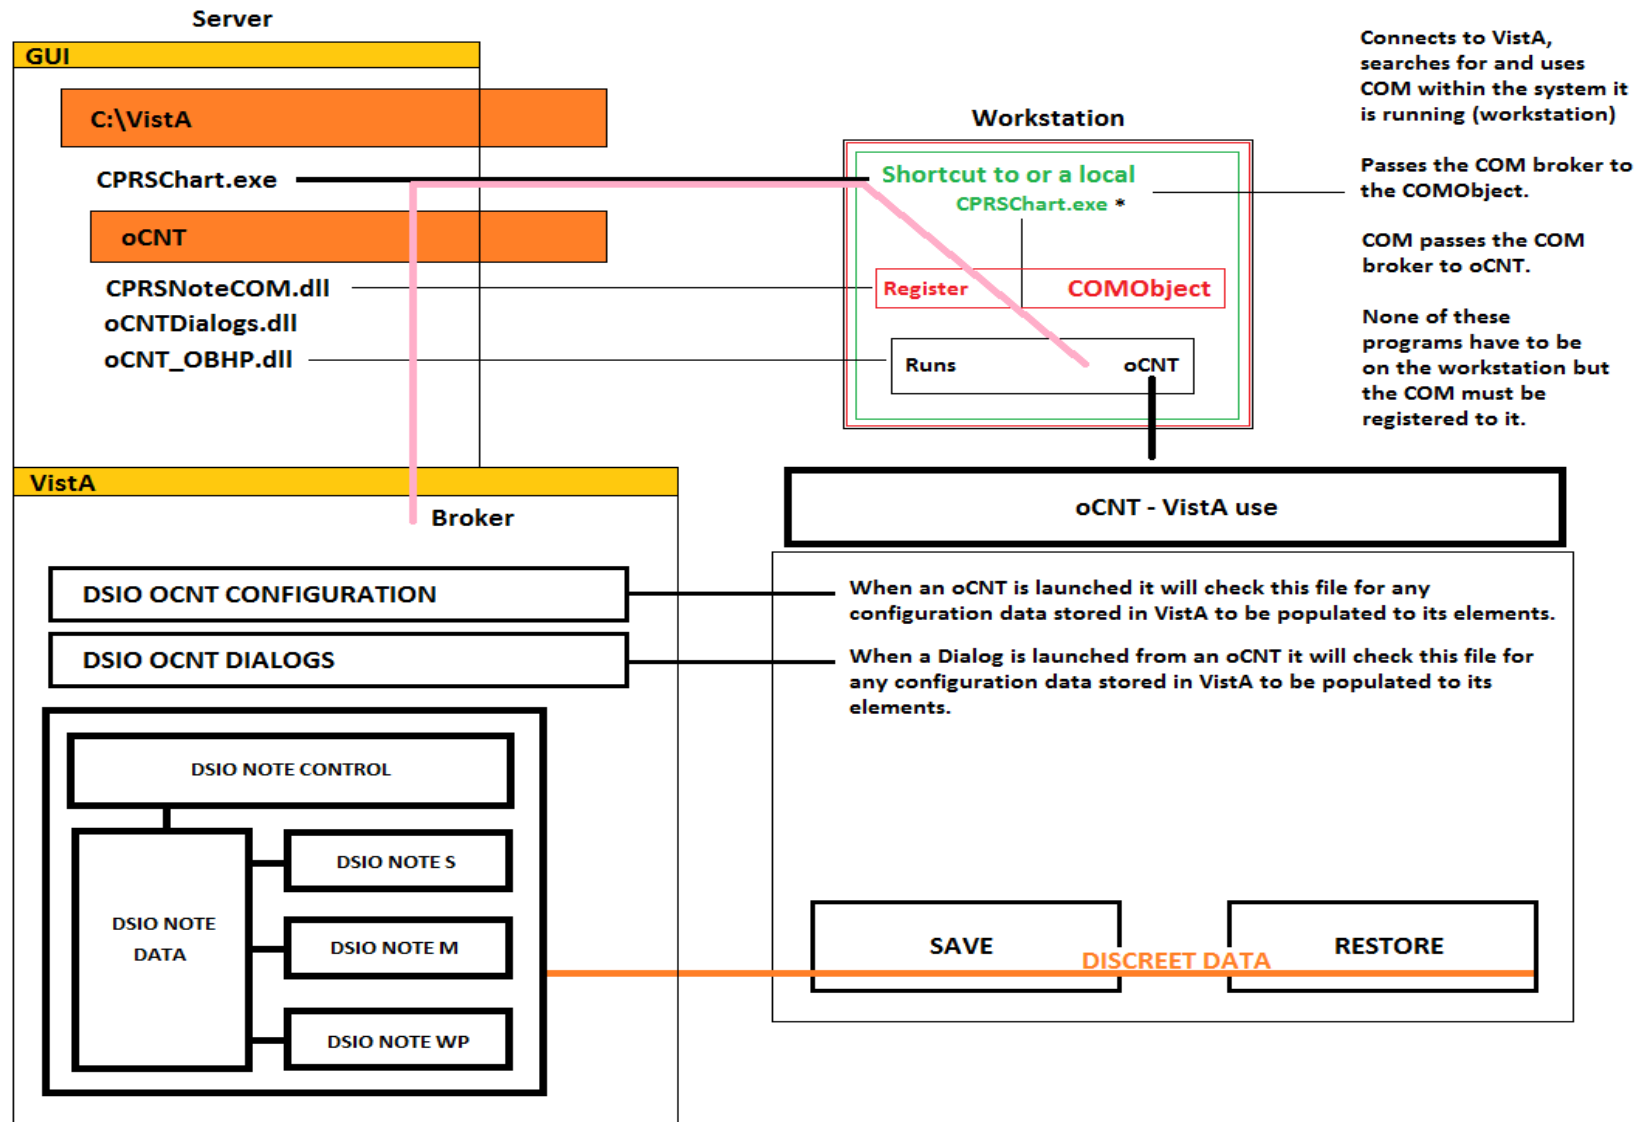 Server
GUI
C:\VistA
CPRSChart.exe
oCNT
CPRSNoteCOM.dll
oCNTDialogs.dll
oCNT_OBHP.dll
Workstation
Shortcut to or a local
CPRSChart.exe *
Register COMObject
Runs oCNT
Connects to VistA,
searches for and uses
COM within the system it
is running (workstation)
Passes the COM broker to
the COMObject.
COM passes the COM
broker to oCNT.
None of these
programs have to be
on the workstation but
the COM must be
registered to it.
VistA
Broker
DSIO OCNT CONFIGURATION
DSIO OCNT DIALOGS
DSIO NOTE CONTROL
DSIO NOTE
DATA
DSIO NOTE S
DSIO NOTE M
DSIO NOTE WP
oCNT - VistA use
When an oCNT is launched it will check this file for any
configuration data stored in VistA to be populated to its elements.
When a Dialog is launched from an oCNT it will check this file for
any configuration data stored in VistA to be populated to its
elements.
SAVE
DISCREET DATA
RESTORE